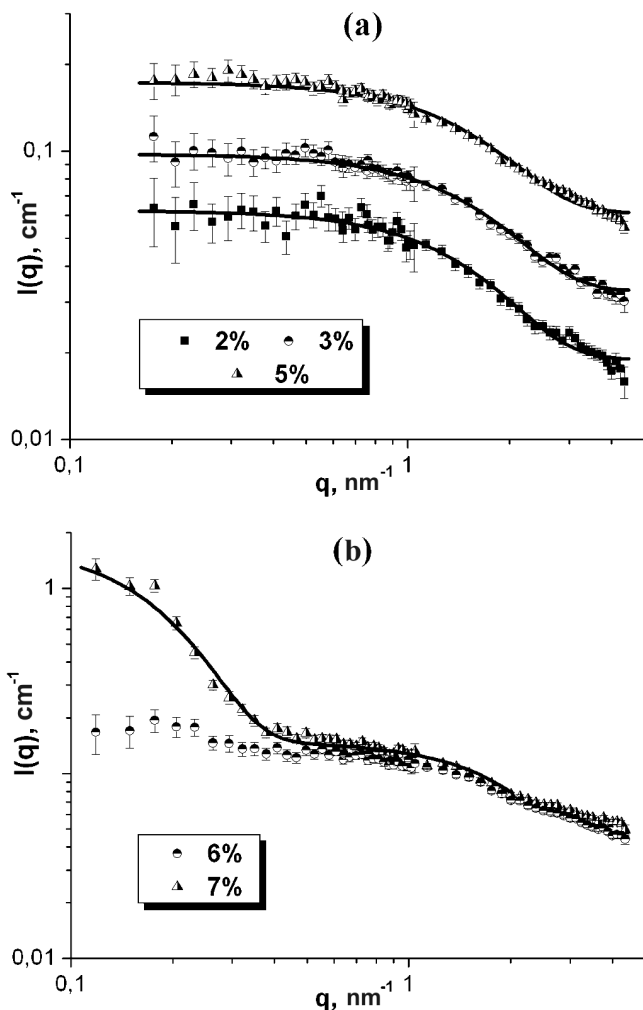 (a)
I(q), cm⁻¹
0,1
0,01
2% 3%
5%
0,1 1
q, nm⁻¹
(b)
I(q), cm⁻¹
1
0,01
6%
7%
0,1 1
q, nm⁻¹